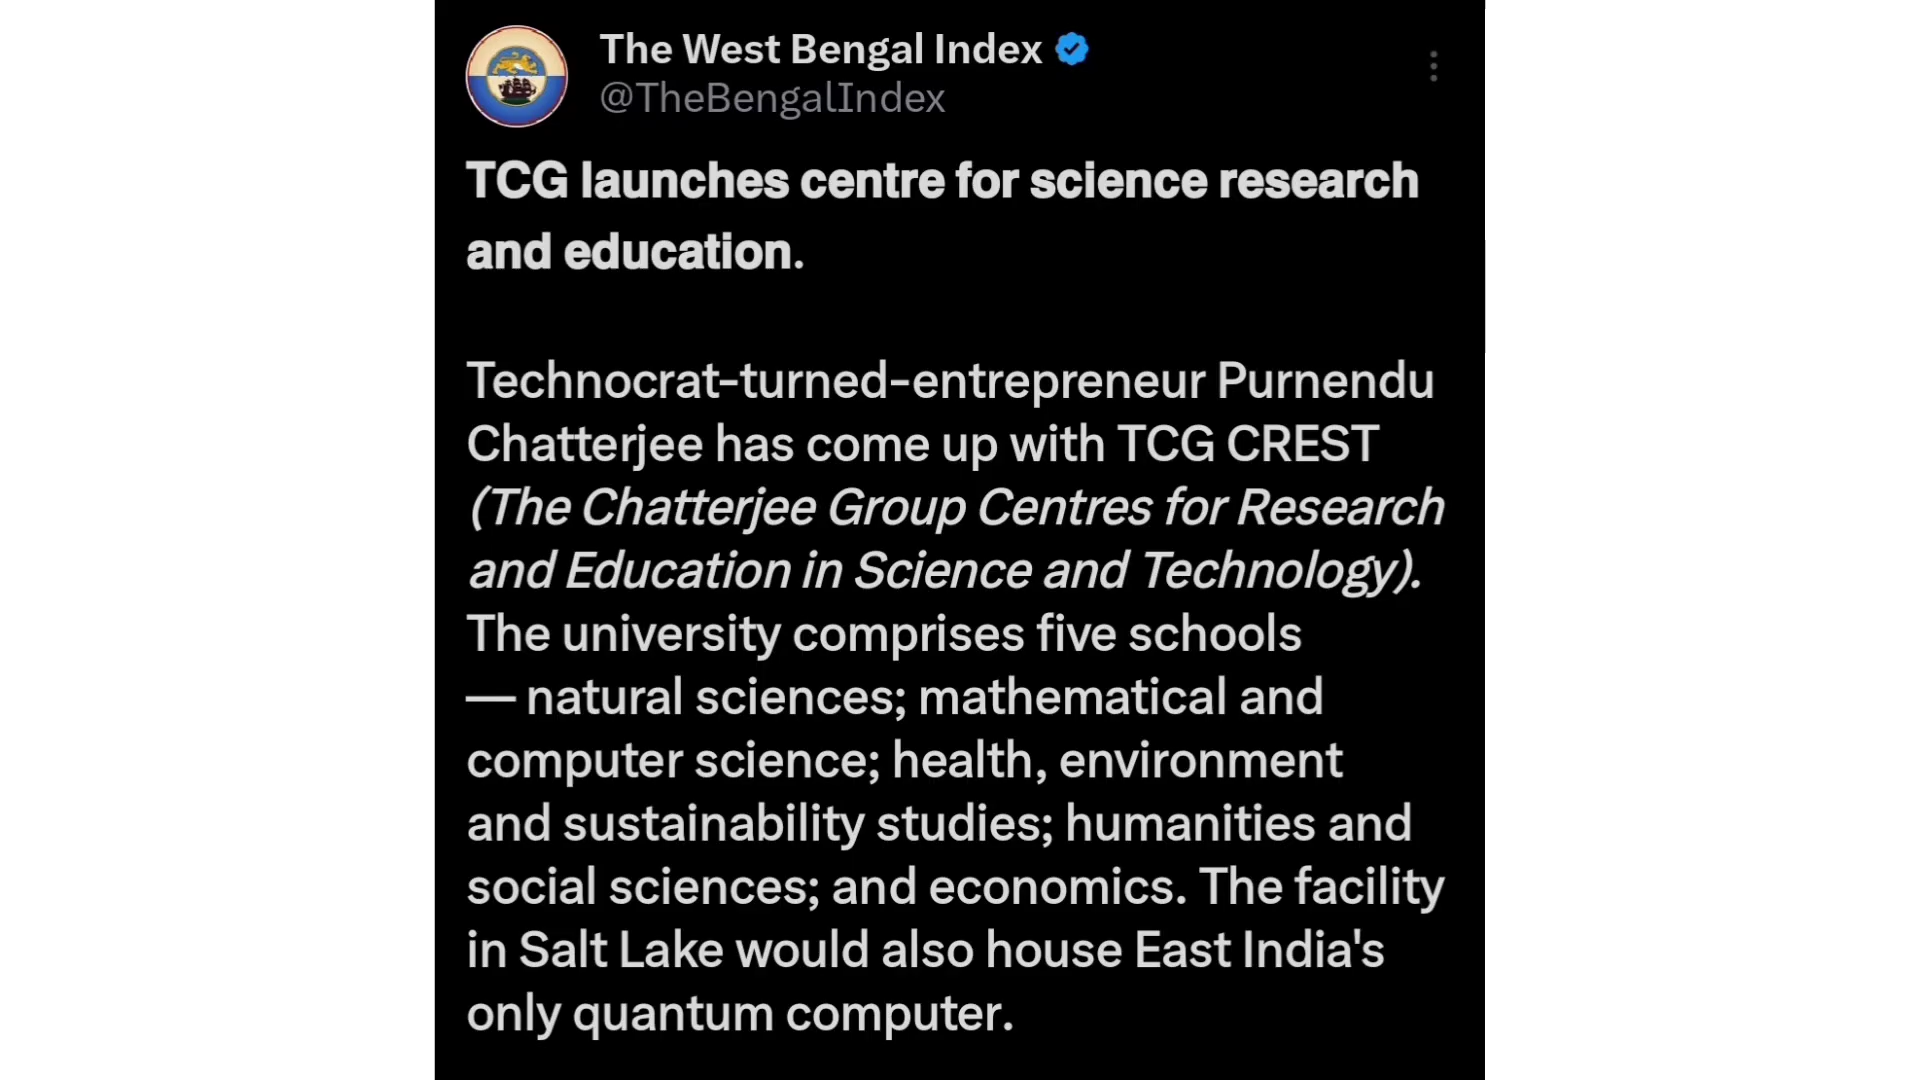 The West Bengal Index
@TheBengalIndex
TCG launches centre for science research
and education.
Technocrat-turned-entrepreneur Purnendu
Chatterjee has come up with TCG CREST
(The Chatterjee Group Centres for Research
and Education in Science and Technology).
The university comprises five schools
— natural sciences; mathematical and
computer science; health, environment
and sustainability studies; humanities and
social sciences; and economics. The facility
in Salt Lake would also house East India's
only quantum computer.